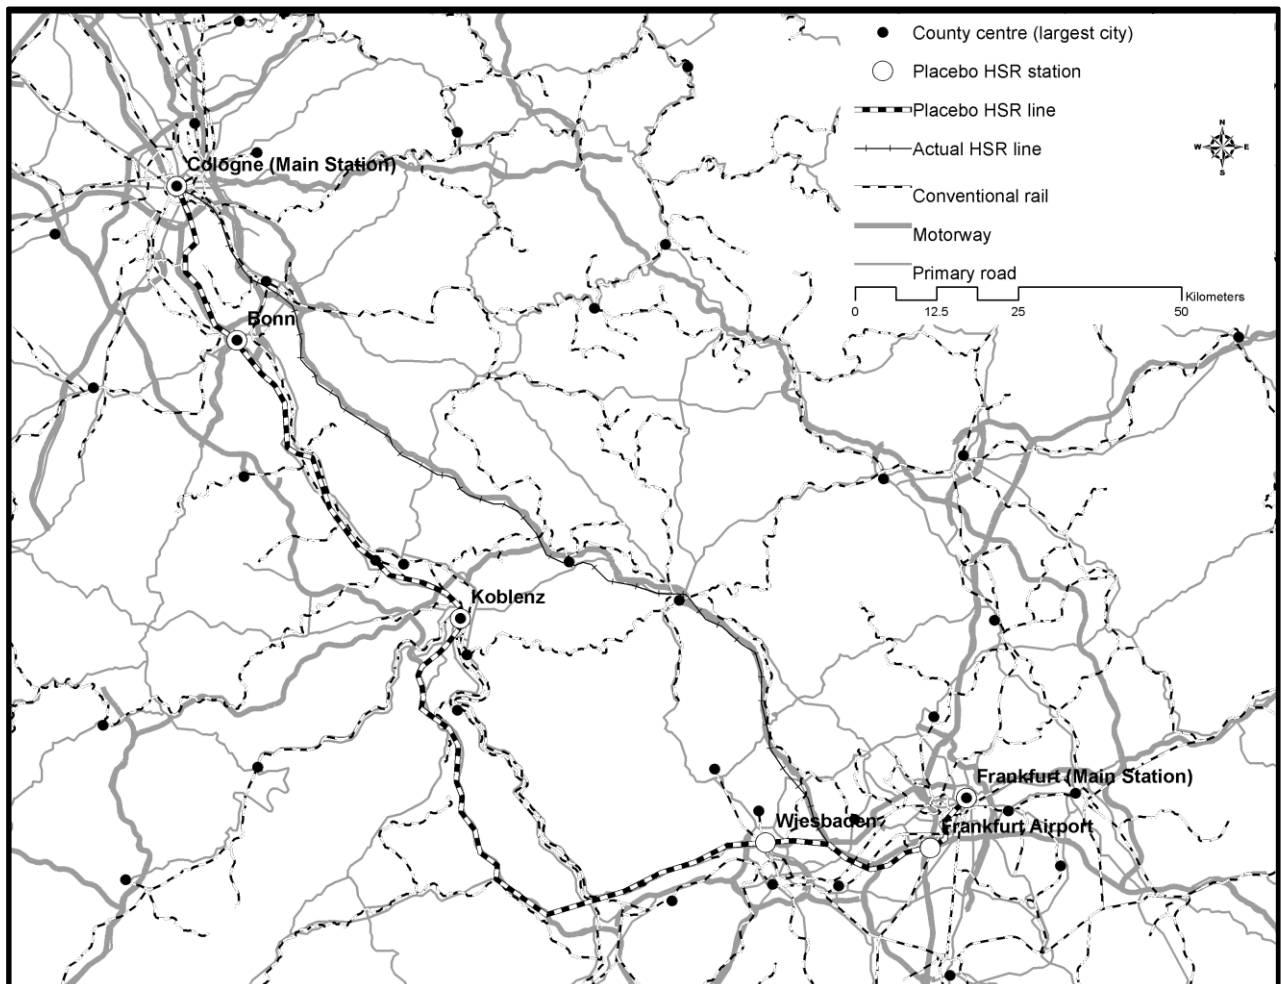 County centre (largest city)
Placebo HSR station
Placebo HSR line
Actual HSR line
Conventional rail
Motorway
Primary road
N
W E
S
Kilometers
0 12.5 25 50
Cologne (Main Station)
Bonn
Koblenz
Frankfurt (Main Station)
Wiesbaden
Frankfurt Airport